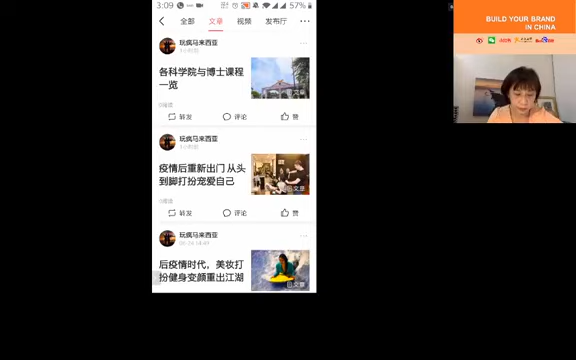 3:09
57%
全部 文章 视频 发布厅
玩疯马来西亚
各科学院与博士课程
一览
转发 评论 赞
玩疯马来西亚
疫情后重新出门 从头
到脚打扮宠爱自己
文章
转发 评论 赞
玩疯马来西亚
后疫情时代，美妆打
扮健身变颜重出江湖
文章
BUILD YOUR BRAND
IN CHINA